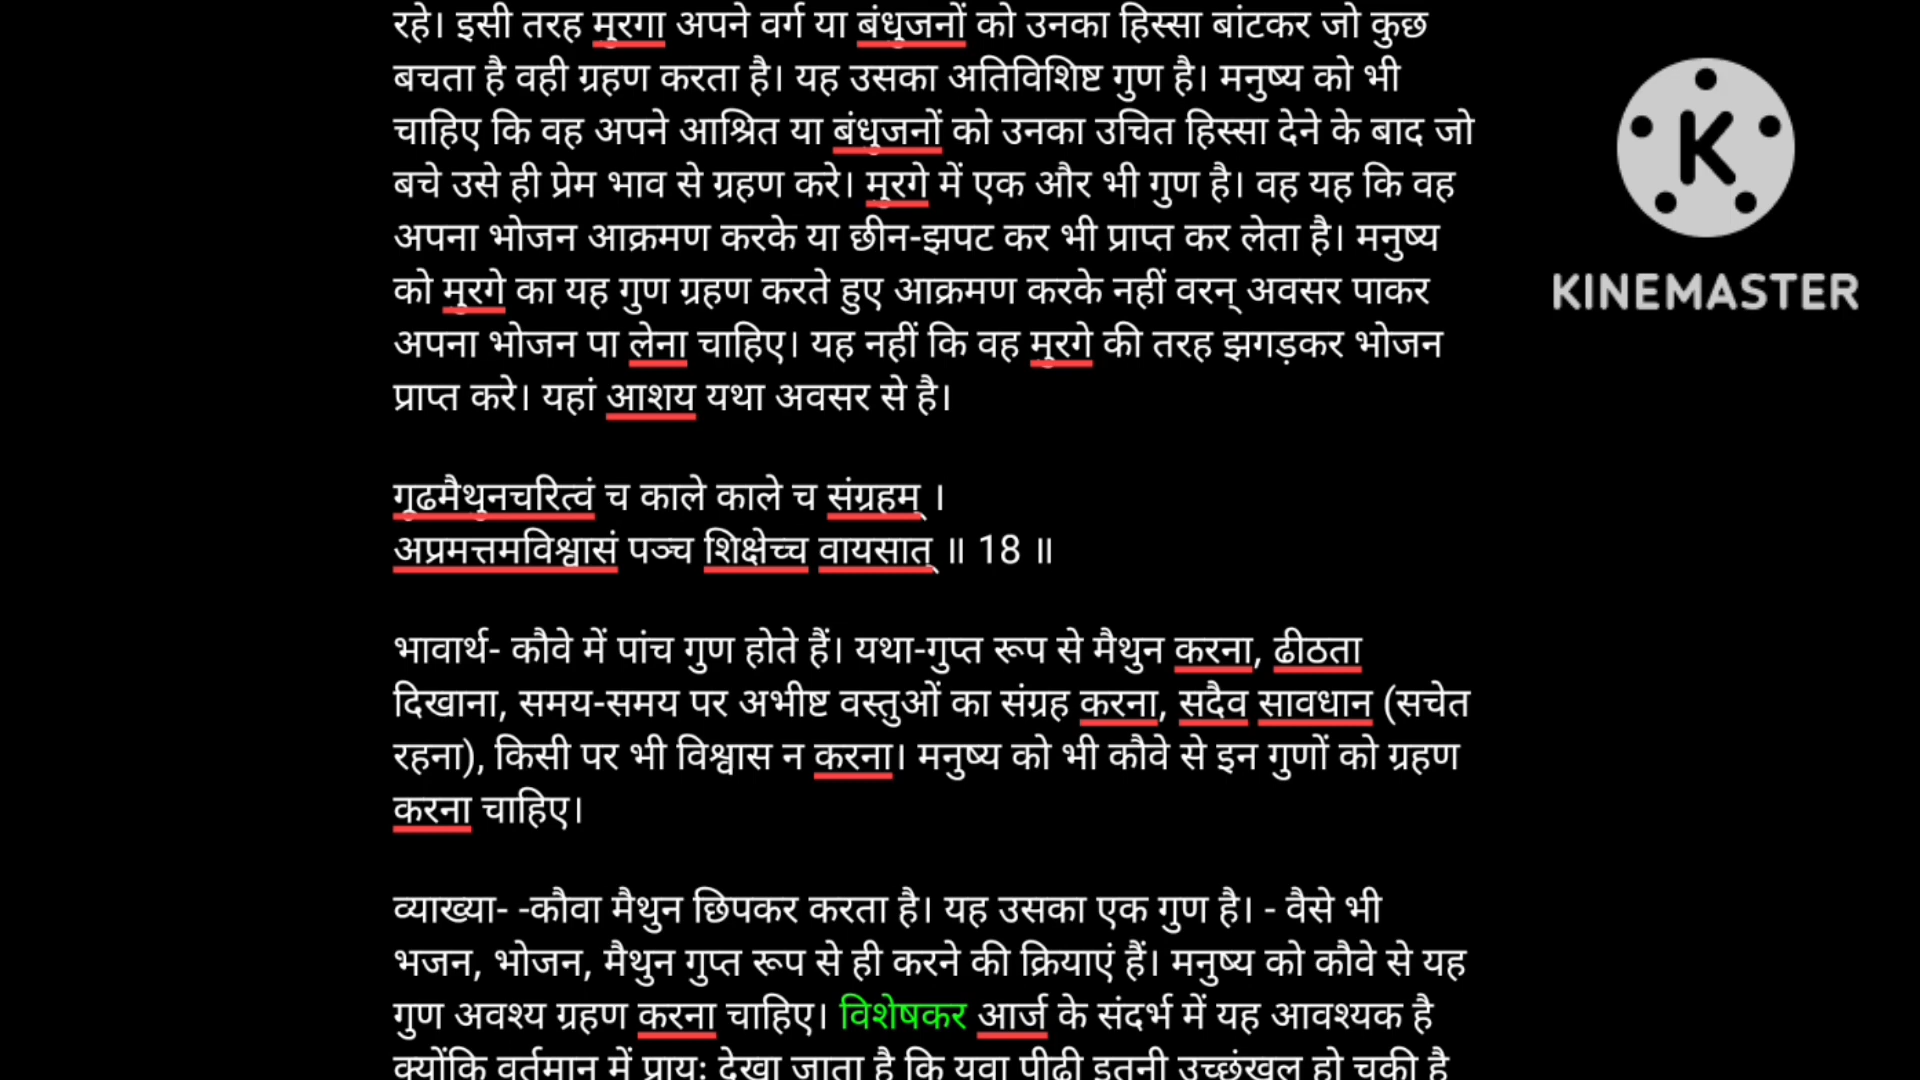 रहे। इसी तरह मुरगा अपने वर्ग या बंधुजनों को उनका हिस्सा बांटकर जो कुछ
बचता है वही ग्रहण करता है। यह उसका अतिविशिष्ट गुण है। मनुष्य को भी
चाहिए कि वह अपने आश्रित या बंधुजनों को उनका उचित हिस्सा देने के बाद जो
बचे उसे ही प्रेम भाव से ग्रहण करे। मुरगे में एक और भी गुण है। वह यह कि वह
अपना भोजन आक्रमण करके या छीन-झपट कर भी प्राप्त कर लेता है। मनुष्य
को मुरगे का यह गुण ग्रहण करते हुए आक्रमण करके नहीं वरन् अवसर पाकर
अपना भोजन पा लेना चाहिए। यह नहीं कि वह मुरगे की तरह झगड़कर भोजन
प्राप्त करे। यहां आशय यथा अवसर से है।
गूढमैथुनचरित्वं च काले काले च संग्रहम् ।
अप्रमत्तमविश्वासं पञ्च शिक्षेच्च वायसात् ॥ 18 ॥
भावार्थ- कौवे में पांच गुण होते हैं। यथा-गुप्त रूप से मैथुन करना, ढीठता
दिखाना, समय-समय पर अभीष्ट वस्तुओं का संग्रह करना, सदैव सावधान (सचेत
रहना), किसी पर भी विश्वास न करना। मनुष्य को भी कौवे से इन गुणों को ग्रहण
करना चाहिए।
व्याख्या- -कौवा मैथुन छिपकर करता है। यह उसका एक गुण है। - वैसे भी
भजन, भोजन, मैथुन गुप्त रूप से ही करने की क्रियाएं हैं। मनुष्य को कौवे से यह
गुण अवश्य ग्रहण करना चाहिए। विशेषकर आर्ज के संदर्भ में यह आवश्यक है
क्योंकि वर्तमान में प्रायः देखा जाता है कि युवा पीढ़ी इतनी उच्छृंखल हो चुकी है
K
KINEMASTER